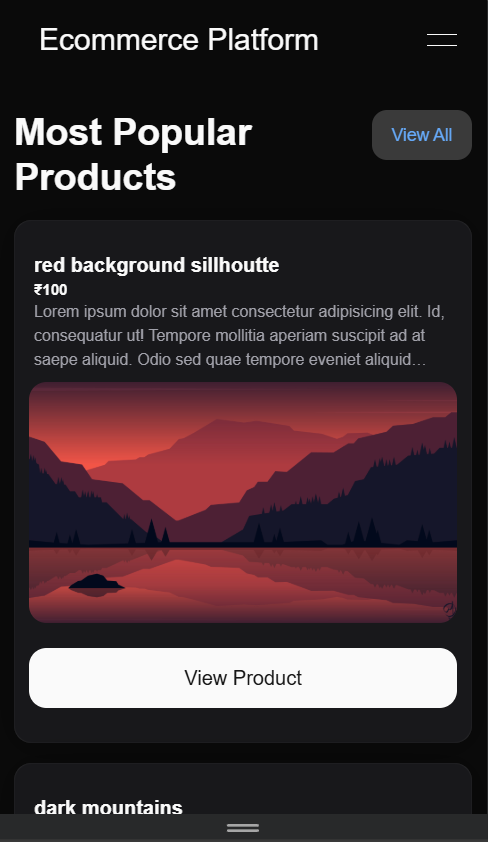 Ecommerce Platform
Most Popular
Products
View All
red background sillhoutte
₹100
Lorem ipsum dolor sit amet consectetur adipisicing elit. Id,
consequatur ut! Tempore mollitia aperiam suscipit ad at
saepe aliquid. Odio sed quae tempore eveniet aliquid…
View Product
dark mountains